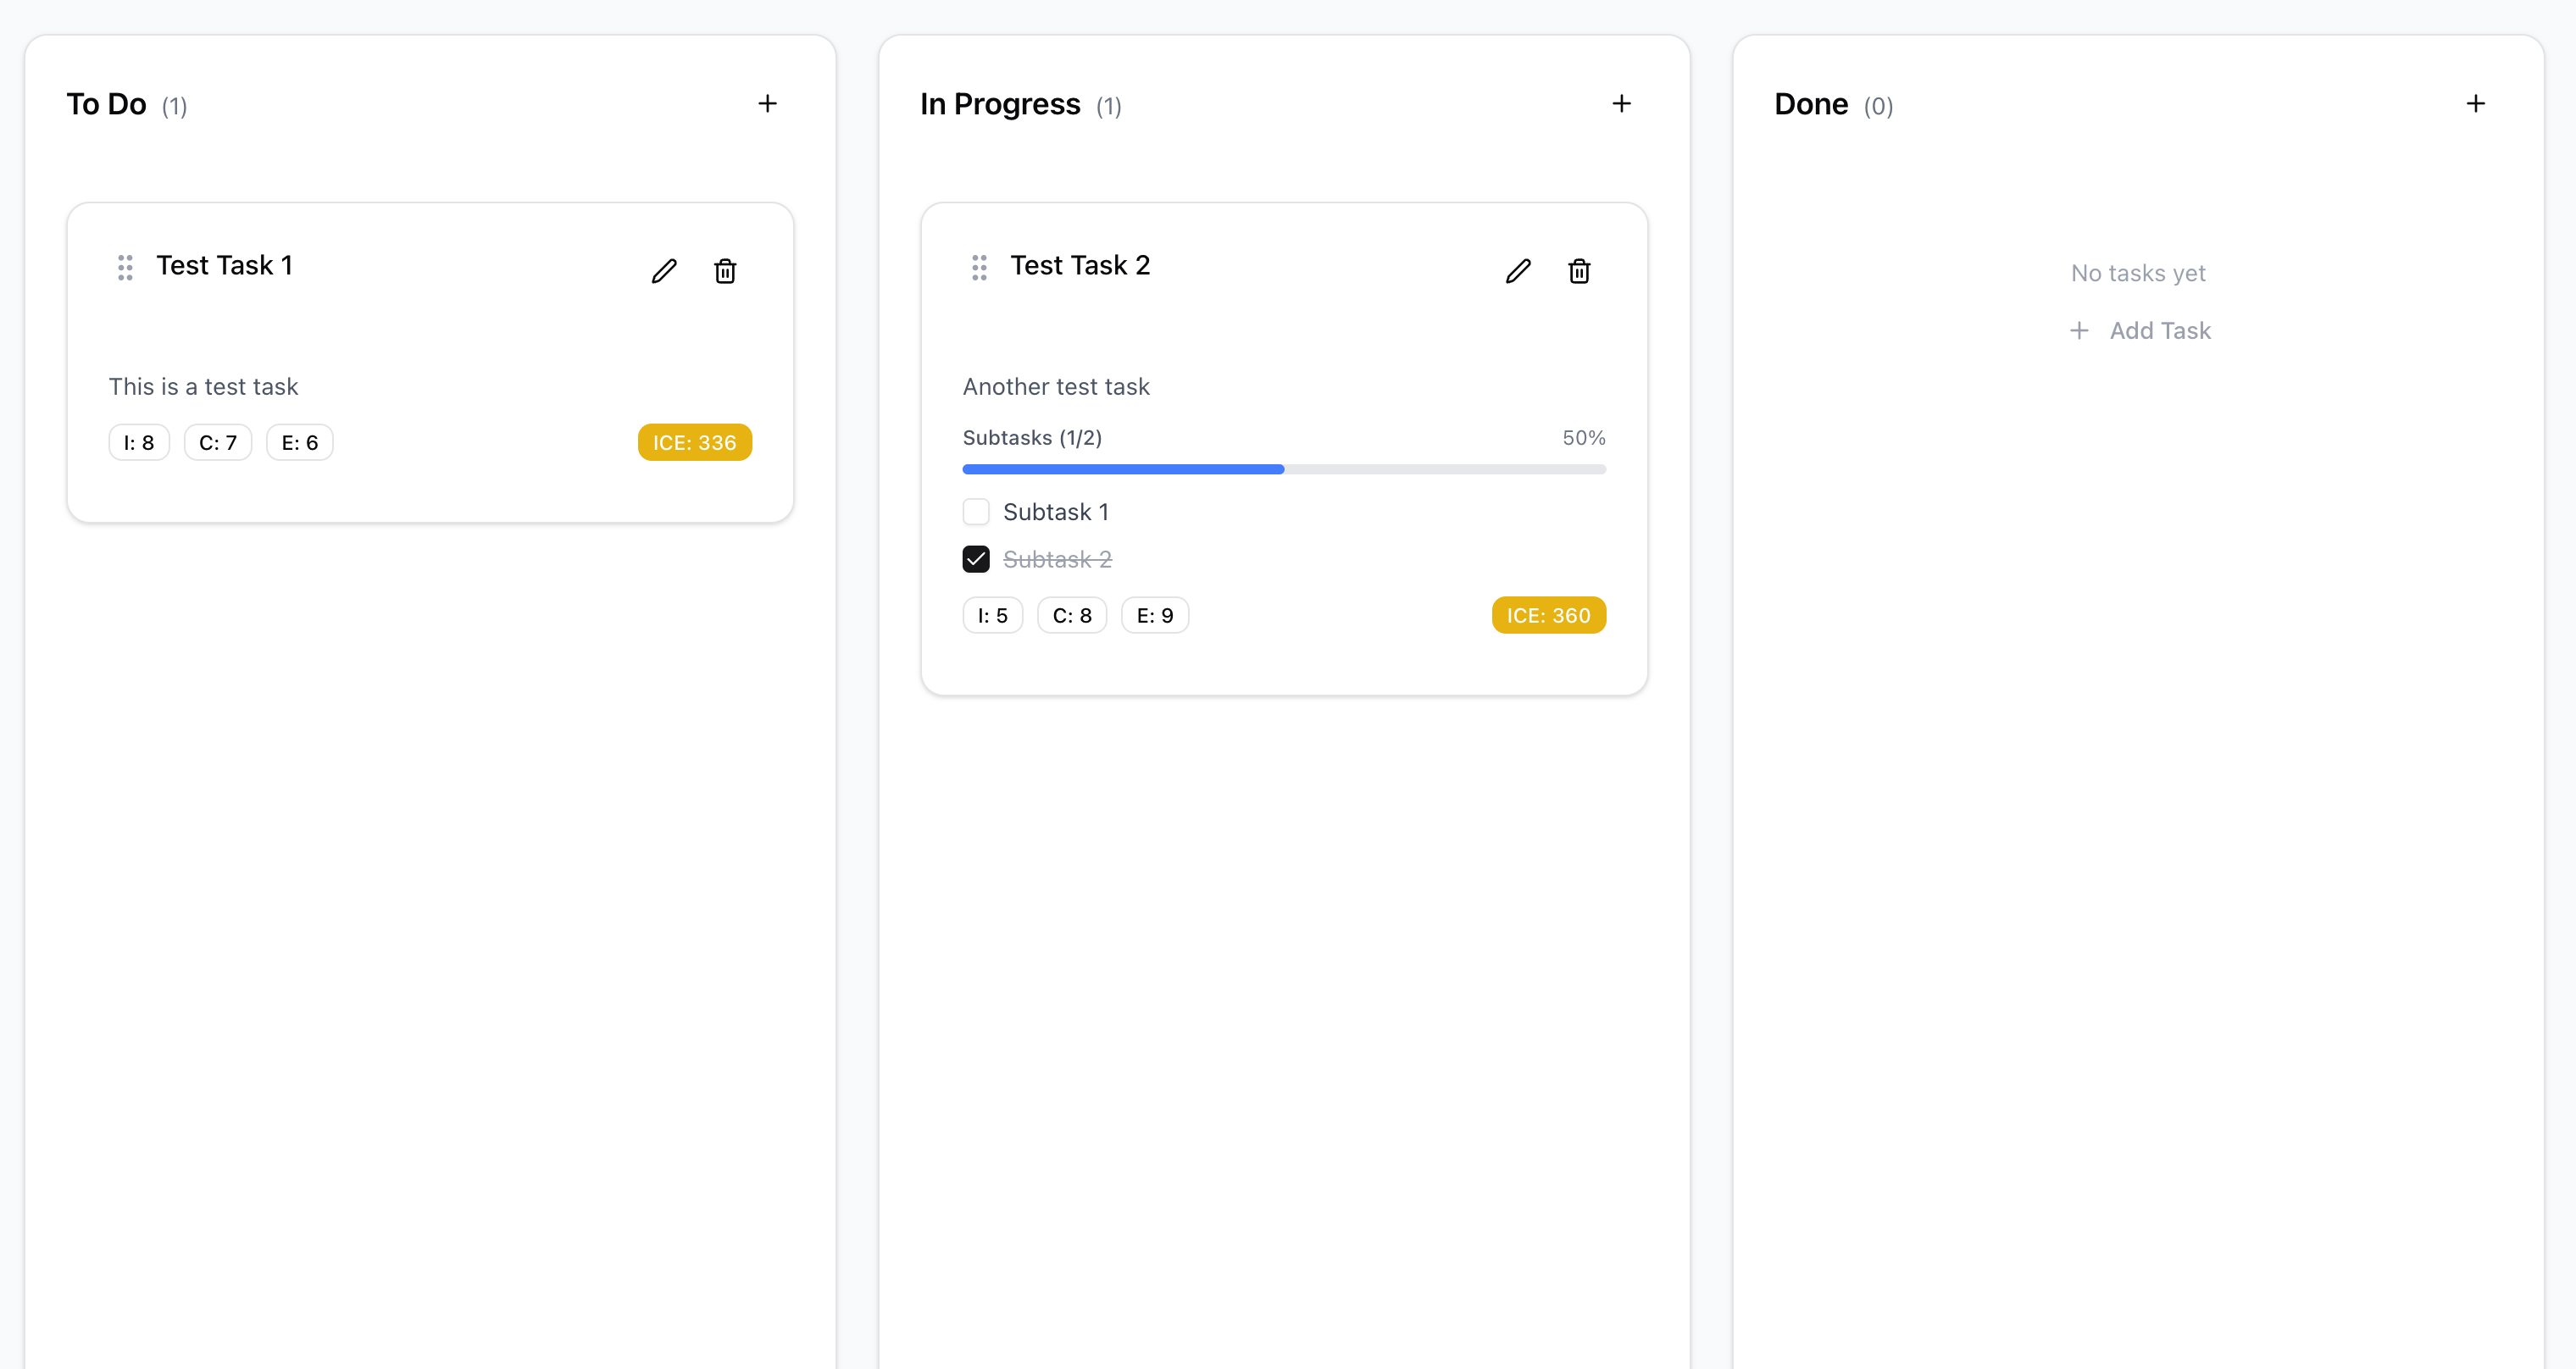 To Do (1)
Test Task 1
This is a test task
I: 8 C: 7 E: 6 ICE: 336
In Progress (1)
Test Task 2
Another test task
Subtasks (1/2) 50%
Subtask 1
Subtask 2
I: 5 C: 8 E: 9 ICE: 360
Done (0)
No tasks yet
+ Add Task